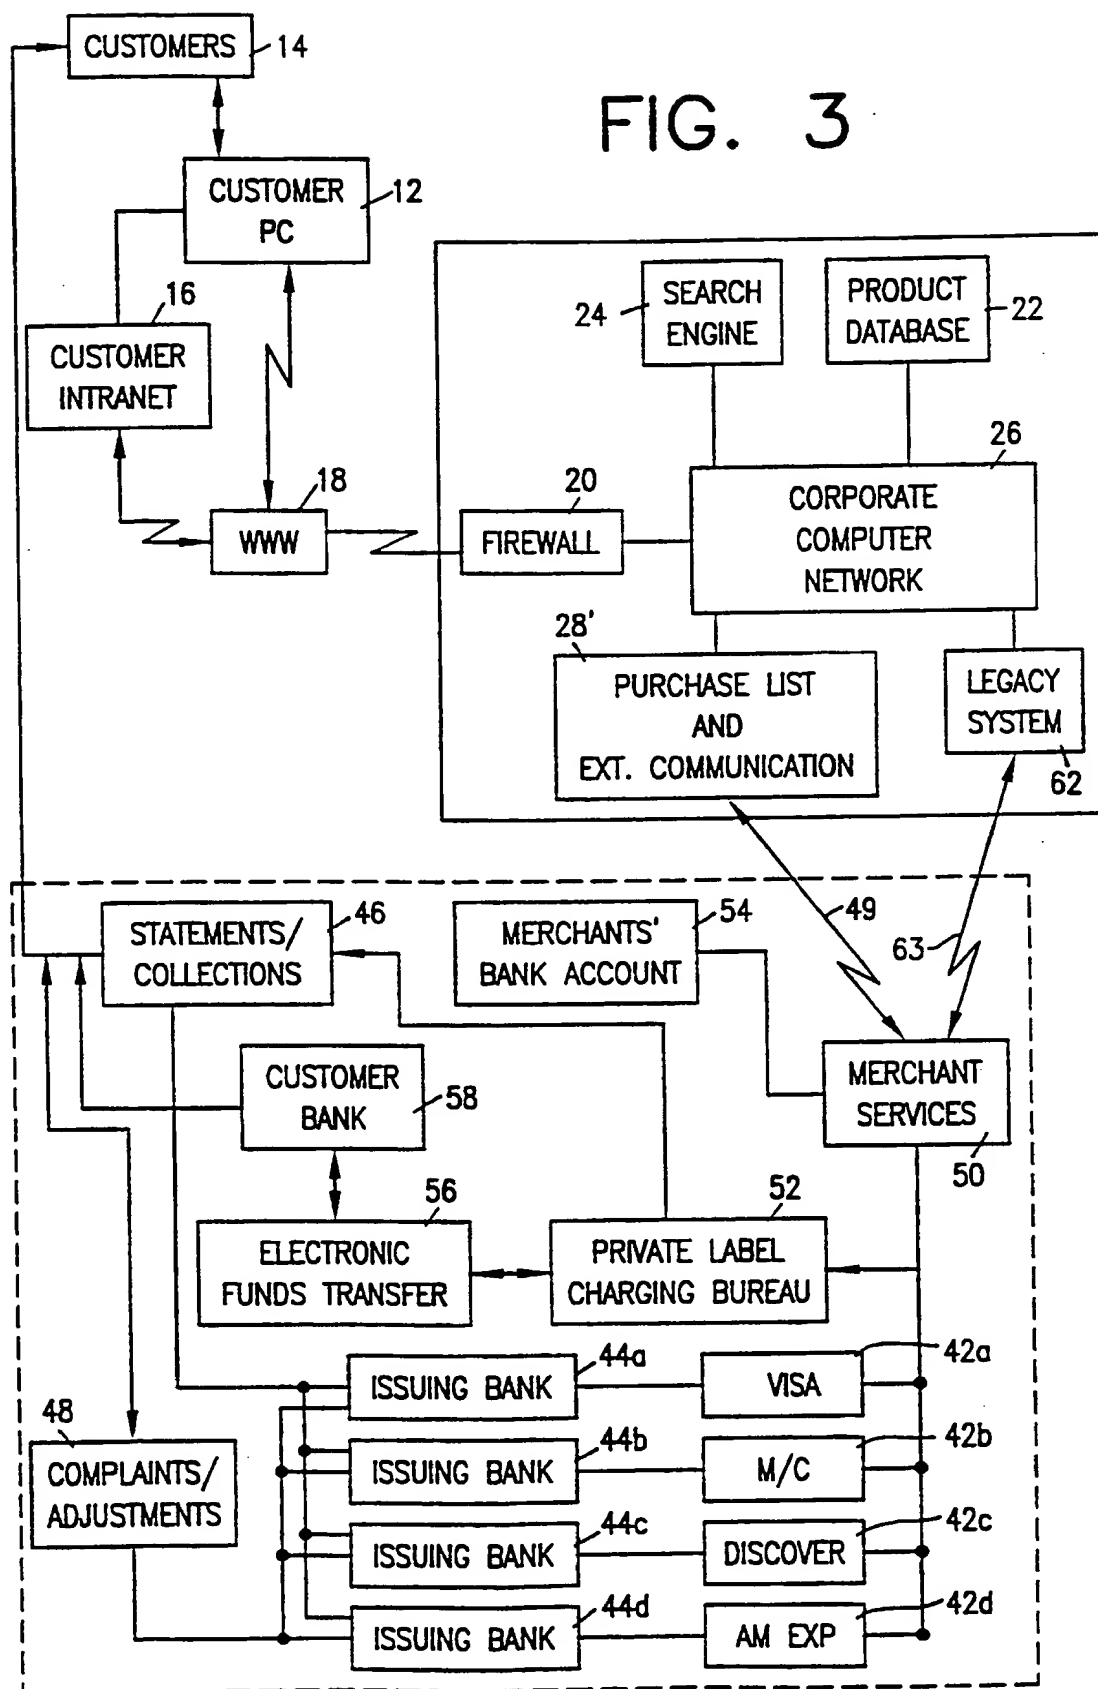 CUSTOMERS
14
FIG. 3
CUSTOMER
PC
12
16
CUSTOMER
INTRANET
24
SEARCH
ENGINE
PRODUCT
DATABASE
22
18
WWW
20
FIREWALL
26
CORPORATE
COMPUTER
NETWORK
28'
PURCHASE LIST
AND
EXT. COMMUNICATION
LEGACY
SYSTEM
62
STATEMENTS/
COLLECTIONS
46
MERCHANTS'
BANK ACCOUNT
54
49
63
CUSTOMER
BANK
58
MERCHANT
SERVICES
50
56
ELECTRONIC
FUNDS TRANSFER
52
PRIVATE LABEL
CHARGING BUREAU
ISSUING BANK
44a
VISA
42a
48
COMPLAINTS/
ADJUSTMENTS
ISSUING BANK
44b
M/C
42b
ISSUING BANK
44c
DISCOVER
42c
ISSUING BANK
44d
AM EXP
42d